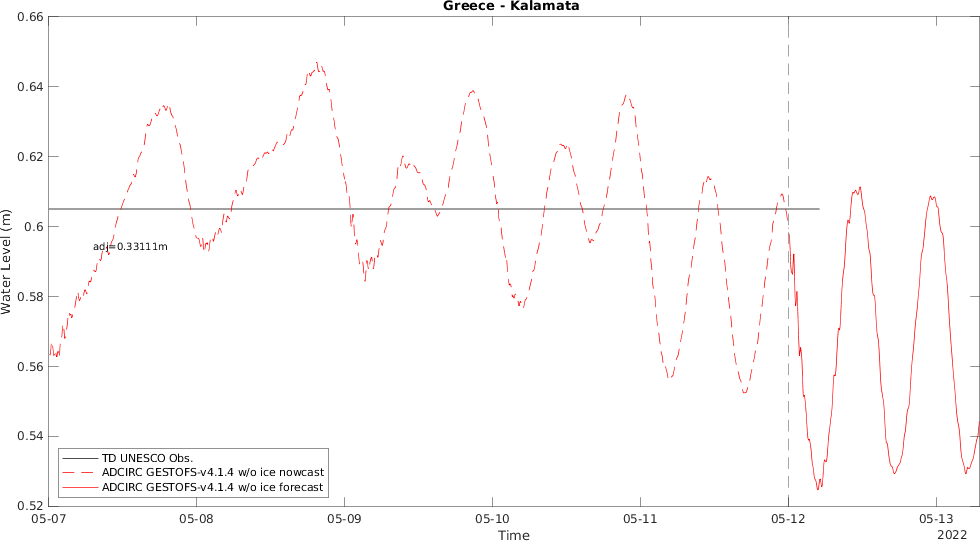 Greece - Kalamata
0.66
0.64
0.62
0.6
0.58
0.56
0.54
0.52
Water Level (m)
adj=0.33111m
TD UNESCO Obs.
ADCIRC GESTOFS-v4.1.4 w/o ice nowcast
ADCIRC GESTOFS-v4.1.4 w/o ice forecast
05-07 05-08 05-09 05-10 05-11 05-12 05-13
Time
2022